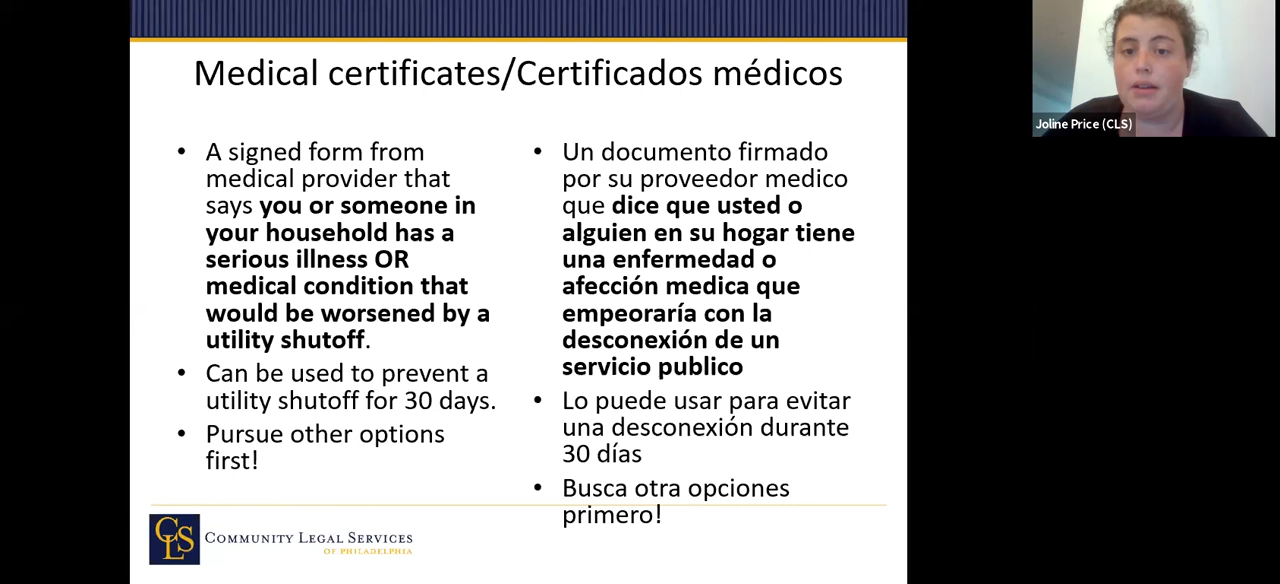 Medical certificates/Certificados médicos
• A signed form from
medical provider that
says you or someone in
your household has a
serious illness OR
medical condition that
would be worsened by a
utility shutoff.
• Can be used to prevent a
utility shutoff for 30 days.
• Pursue other options
first!
• Un documento firmado
por su proveedor medico
que dice que usted o
alguien en su hogar tiene
una enfermedad o
afección medica que
empeoraría con la
desconexión de un
servicio publico
• Lo puede usar para evitar
una desconexión durante
30 días
• Busca otra opciones
primero!
CLS
COMMUNITY LEGAL SERVICES
OF PHILADELPHIA
Joline Price (CLS)